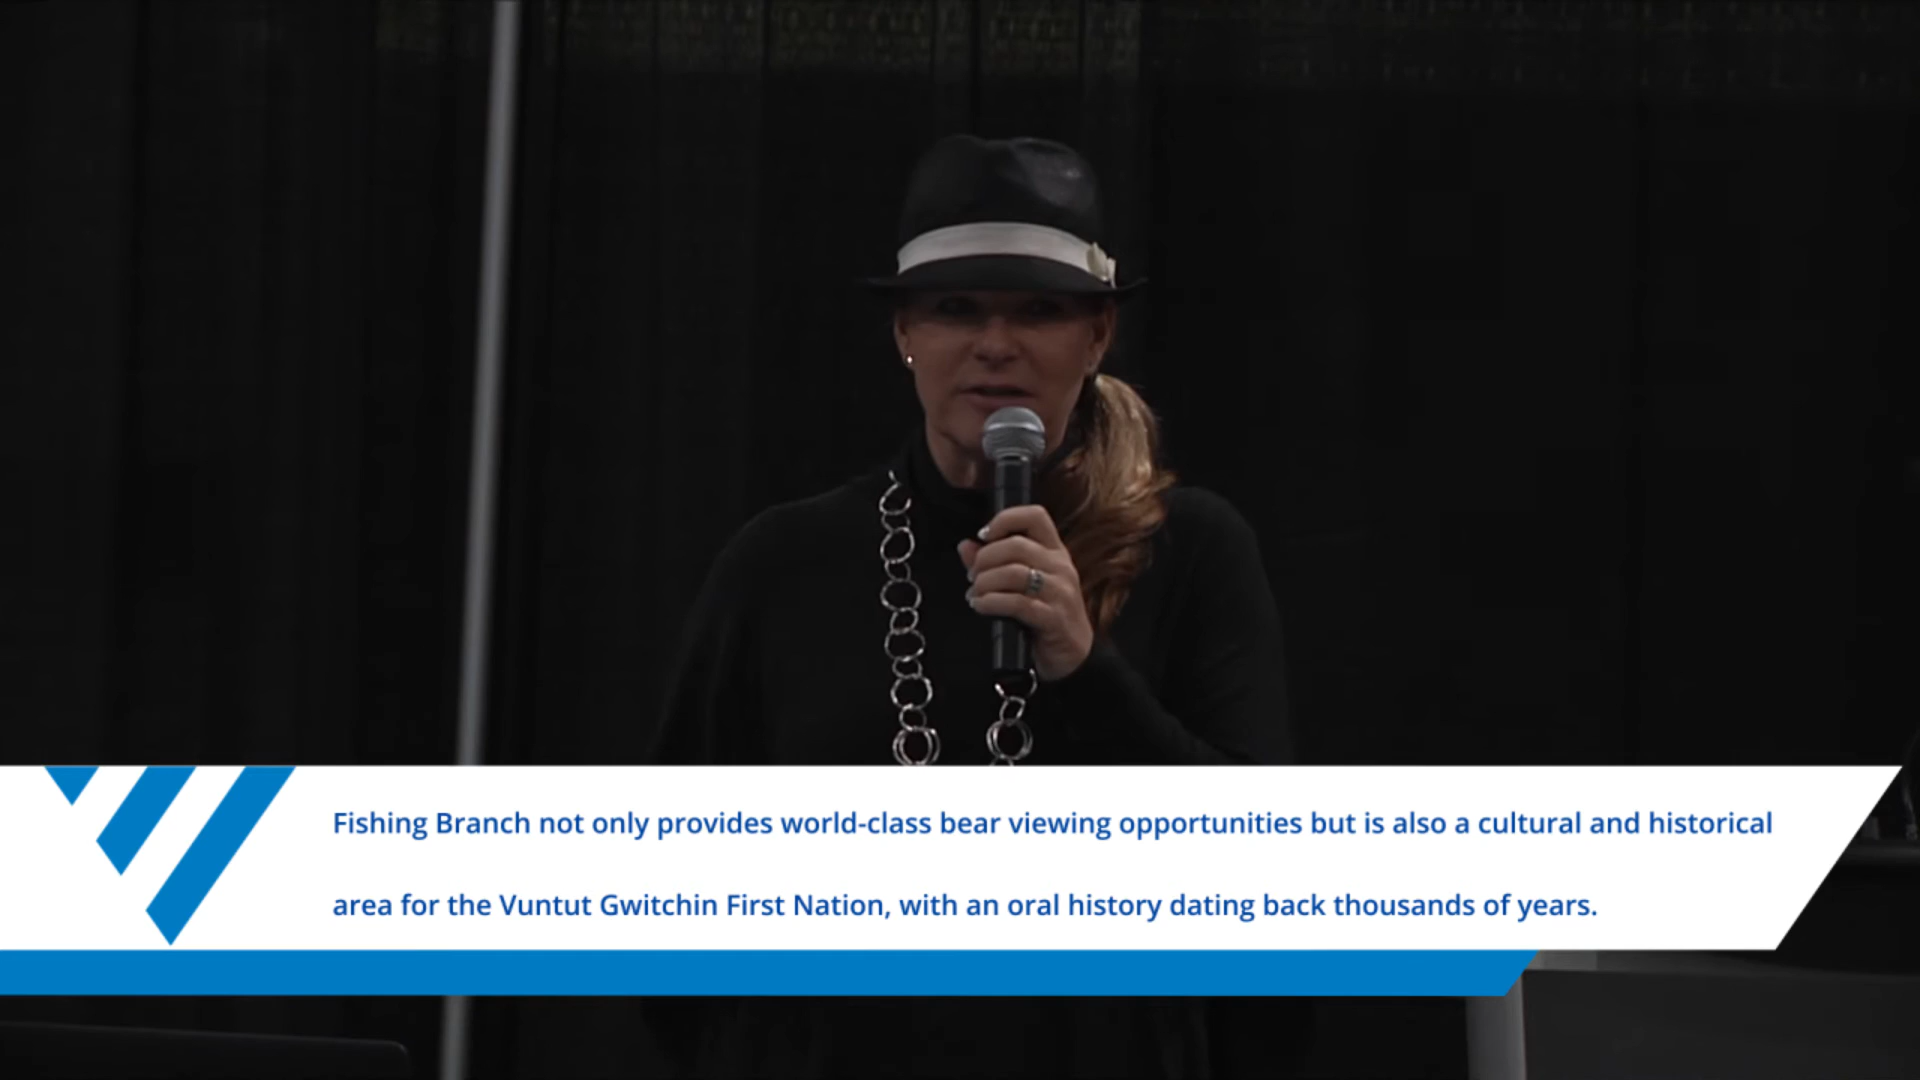 Fishing Branch not only provides world-class bear viewing opportunities but is also a cultural and historical
area for the Vuntut Gwitchin First Nation, with an oral history dating back thousands of years.